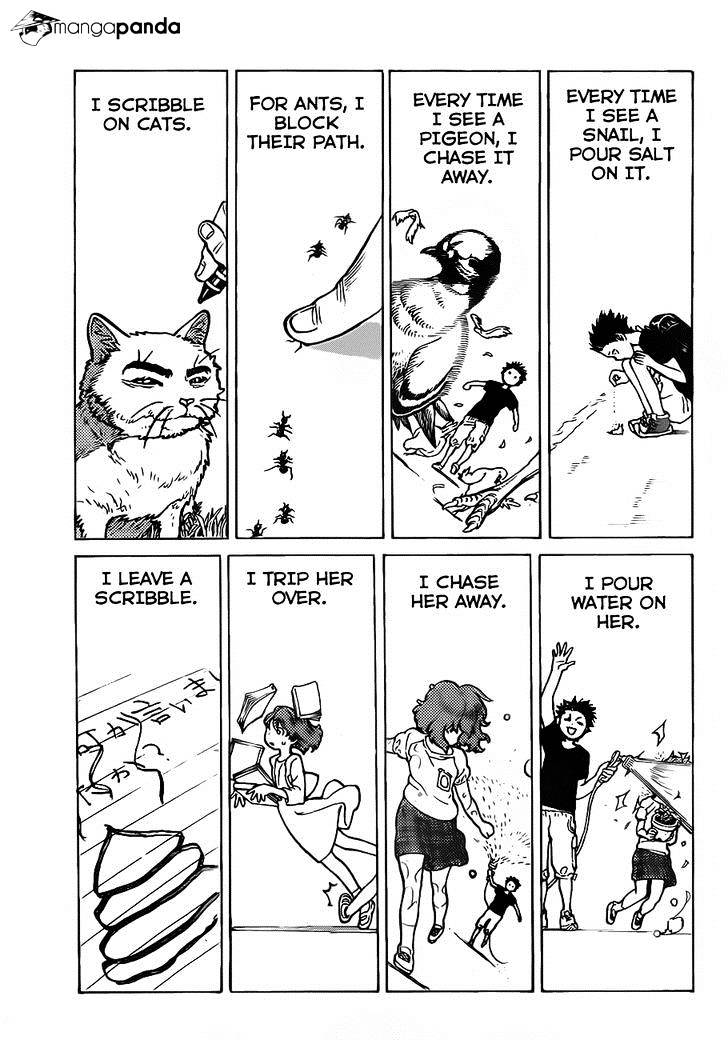 mangapanda
EVERY TIME
I SEE A
SNAIL, I
POUR SALT
ON IT.
EVERY TIME
I SEE A
PIGEON, I
CHASE IT
AWAY.
FOR ANTS, I
BLOCK
THEIR PATH.
I SCRIBBLE
ON CATS.
I POUR
WATER ON
HER.
I CHASE
HER AWAY.
I TRIP HER
OVER.
I LEAVE A
SCRIBBLE.